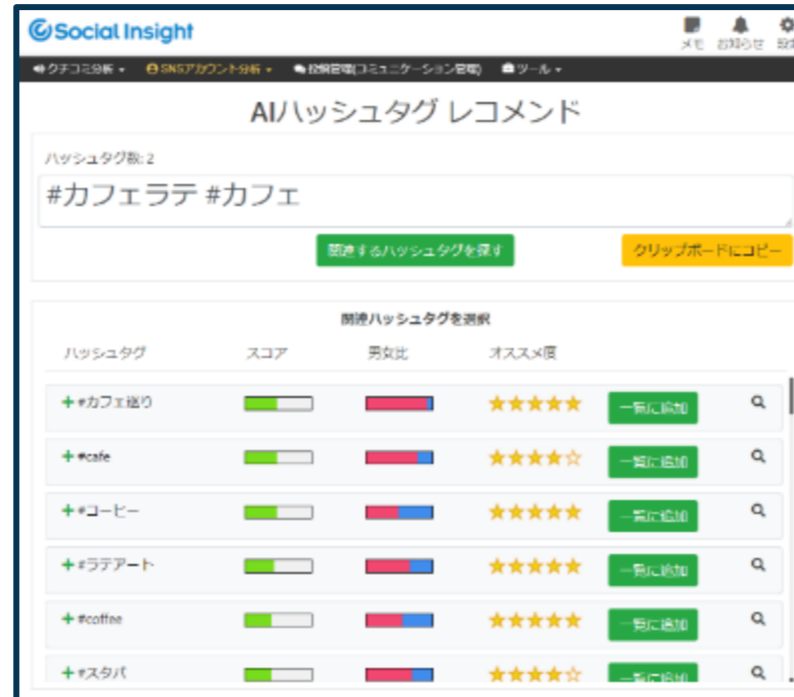 Social Insight
メモ お知らせ 設定
クチコミ分析 SNSアカウント分析 投稿管理(コミュニケーション管理) ツール
AIハッシュタグ レコメンド
ハッシュタグ数: 2
#カフェラテ #カフェ
関連するハッシュタグを探す クリップボードにコピー
関連ハッシュタグを選択
ハッシュタグ スコア 男女比 オススメ度
+ #カフェ巡り ★★★★★ 一覧に追加
+ #cafe ★★★★☆ 一覧に追加
+ #コーヒー ★★★★★ 一覧に追加
+ #ラテアート ★★★★★ 一覧に追加
+ #coffee ★★★★★ 一覧に追加
+ #スタバ ★★★★☆ 一覧に追加